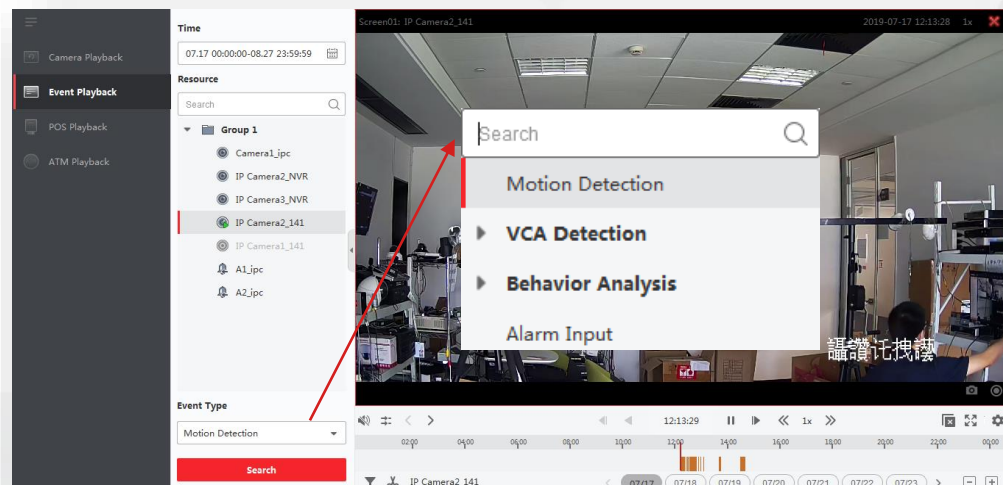 Camera Playback
Event Playback
POS Playback
ATM Playback
Time
07.17 00:00:00-08.27 23:59:59
Resource
Search
Group 1
Camera1_ipc
IP Camera2_NVR
IP Camera3_NVR
IP Camera2_141
IP Camera1_141
A1_ipc
A2_ipc
Event Type
Motion Detection
Search
Screen01: IP Camera2_141
2019-07-17 12:13:28 1x
Search
Motion Detection
VCA Detection
Behavior Analysis
Alarm Input
12:13:29 1x
02:00 04:00 06:00 08:00 10:00 12:00 14:00 16:00 18:00 20:00 22:00 00:00
IP Camera2_141
07/17 07/18 07/19 07/20 07/21 07/22 07/23